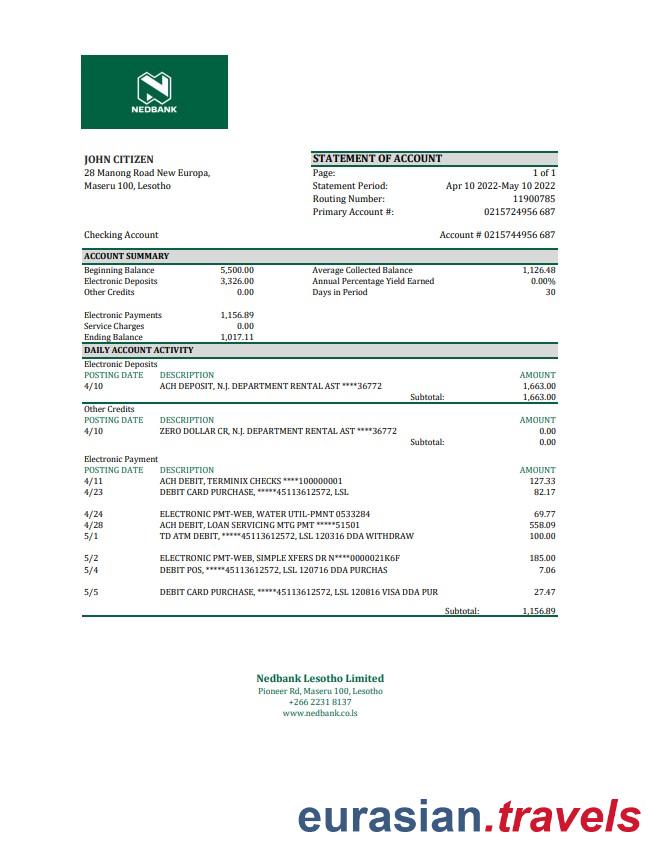 NEDBANK
JOHN CITIZEN
28 Manong Road New Europa,
Maseru 100, Lesotho
STATEMENT OF ACCOUNT
Page: 1 of 1
Statement Period: Apr 10 2022-May 10 2022
Routing Number: 11900785
Primary Account #: 0215724956 687
Checking Account Account # 0215744956 687
ACCOUNT SUMMARY
Beginning Balance 5,500.00 Average Collected Balance 1,126.48
Electronic Deposits 3,326.00 Annual Percentage Yield Earned 0.00%
Other Credits 0.00 Days in Period 30
Electronic Payments 1,156.89
Service Charges 0.00
Ending Balance 1,017.11
DAILY ACCOUNT ACTIVITY
Electronic Deposits
POSTING DATE DESCRIPTION AMOUNT
4/10 ACH DEPOSIT, N.J. DEPARTMENT RENTAL AST ****36772 1,663.00
Subtotal: 1,663.00
Other Credits
POSTING DATE DESCRIPTION AMOUNT
4/10 ZERO DOLLAR CR, N.J. DEPARTMENT RENTAL AST ****36772 0.00
Subtotal: 0.00
Electronic Payment
POSTING DATE DESCRIPTION AMOUNT
4/11 ACH DEBIT, TERMINIX CHECKS ****100000001 127.33
4/23 DEBIT CARD PURCHASE, *****45113612572, LSL 82.17
4/24 ELECTRONIC PMT-WEB, WATER UTIL-PMNT 0533284 69.77
4/28 ACH DEBIT, LOAN SERVICING MTG PMT *****51501 558.09
5/1 TD ATM DEBIT, *****45113612572, LSL 120316 DDA WITHDRAW 100.00
5/2 ELECTRONIC PMT-WEB, SIMPLE XFERS DR N****0000021K6F 185.00
5/4 DEBIT POS, *****45113612572, LSL 120716 DDA PURCHAS 7.06
5/5 DEBIT CARD PURCHASE, *****45113612572, LSL 120816 VISA DDA PUR 27.47
Subtotal: 1,156.89
Nedbank Lesotho Limited
Pioneer Rd, Maseru 100, Lesotho
+266 2231 8137
www.nedbank.co.ls
eurasian.travels